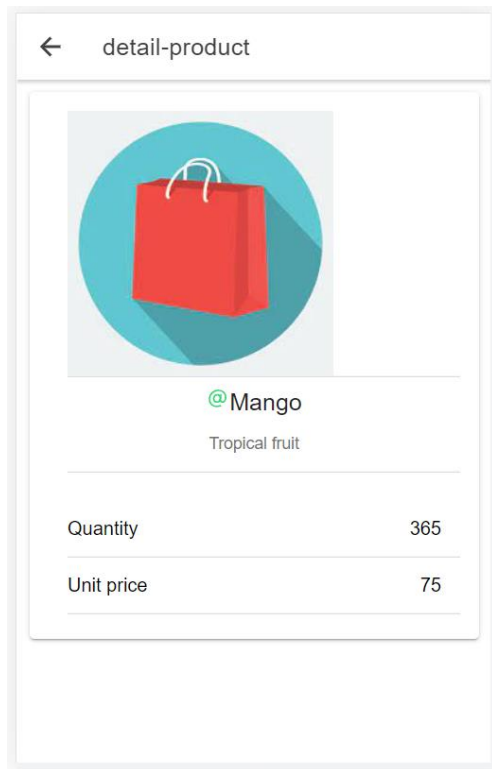 detail-product
@Mango
Tropical fruit
Quantity 365
Unit price 75